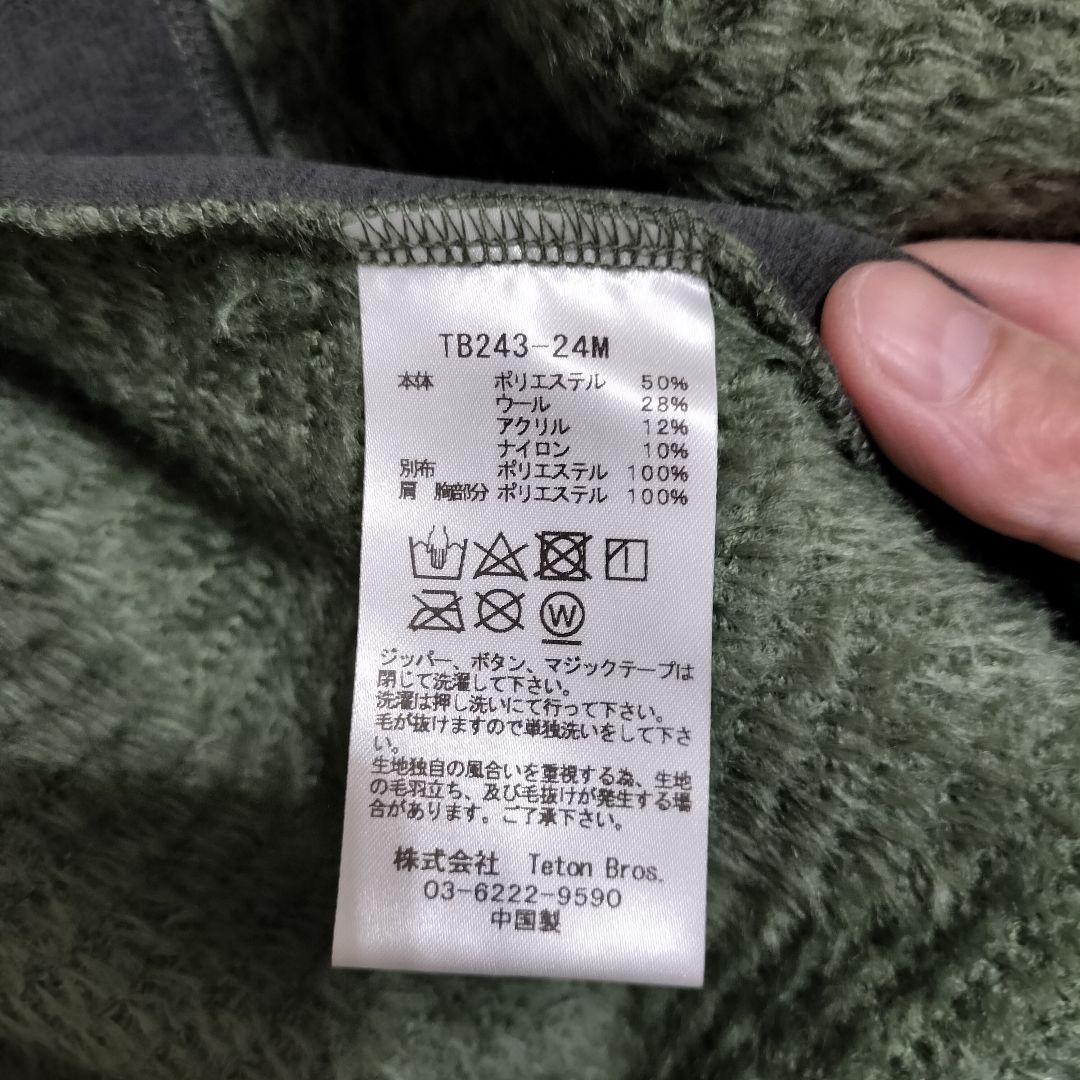 TB243-24M
本体 ポリエステル 50%
ウール 28%
アクリル 12%
ナイロン 10%
別布 ポリエステル 100%
肩 胸部分 ポリエステル 100%
W
ジッパー、ボタン、マジックテープは
閉じて洗濯して下さい。
洗濯は押し洗いにて行って下さい。
毛が抜けますので単独洗いをして下さ
い。
生地独自の風合いを重視する為、生地
の毛羽立ち、及び毛抜けが発生する場
合があります。ご了承下さい。
株式会社 Teton Bros.
03-6222-9590
中国製